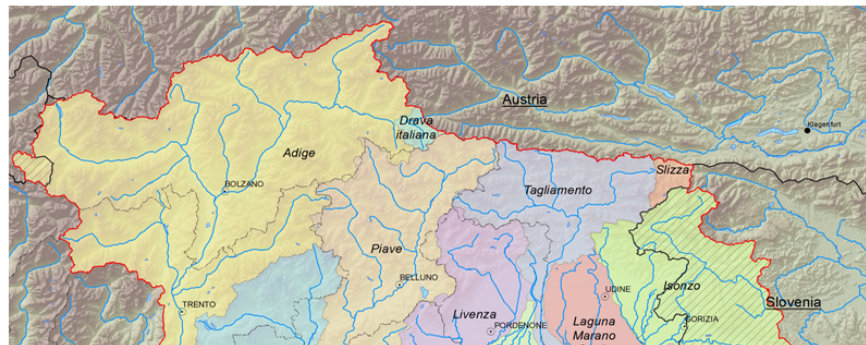 Austria
Drava
italiana
Klagenfurt
Adige
Slizza
BOLZANO
Tagliamento
Piave
BELLUNO
Isonzo
UDINE
Slovenia
TRENTO
Livenza
PORDENONE
Laguna
Marano
GORIZIA